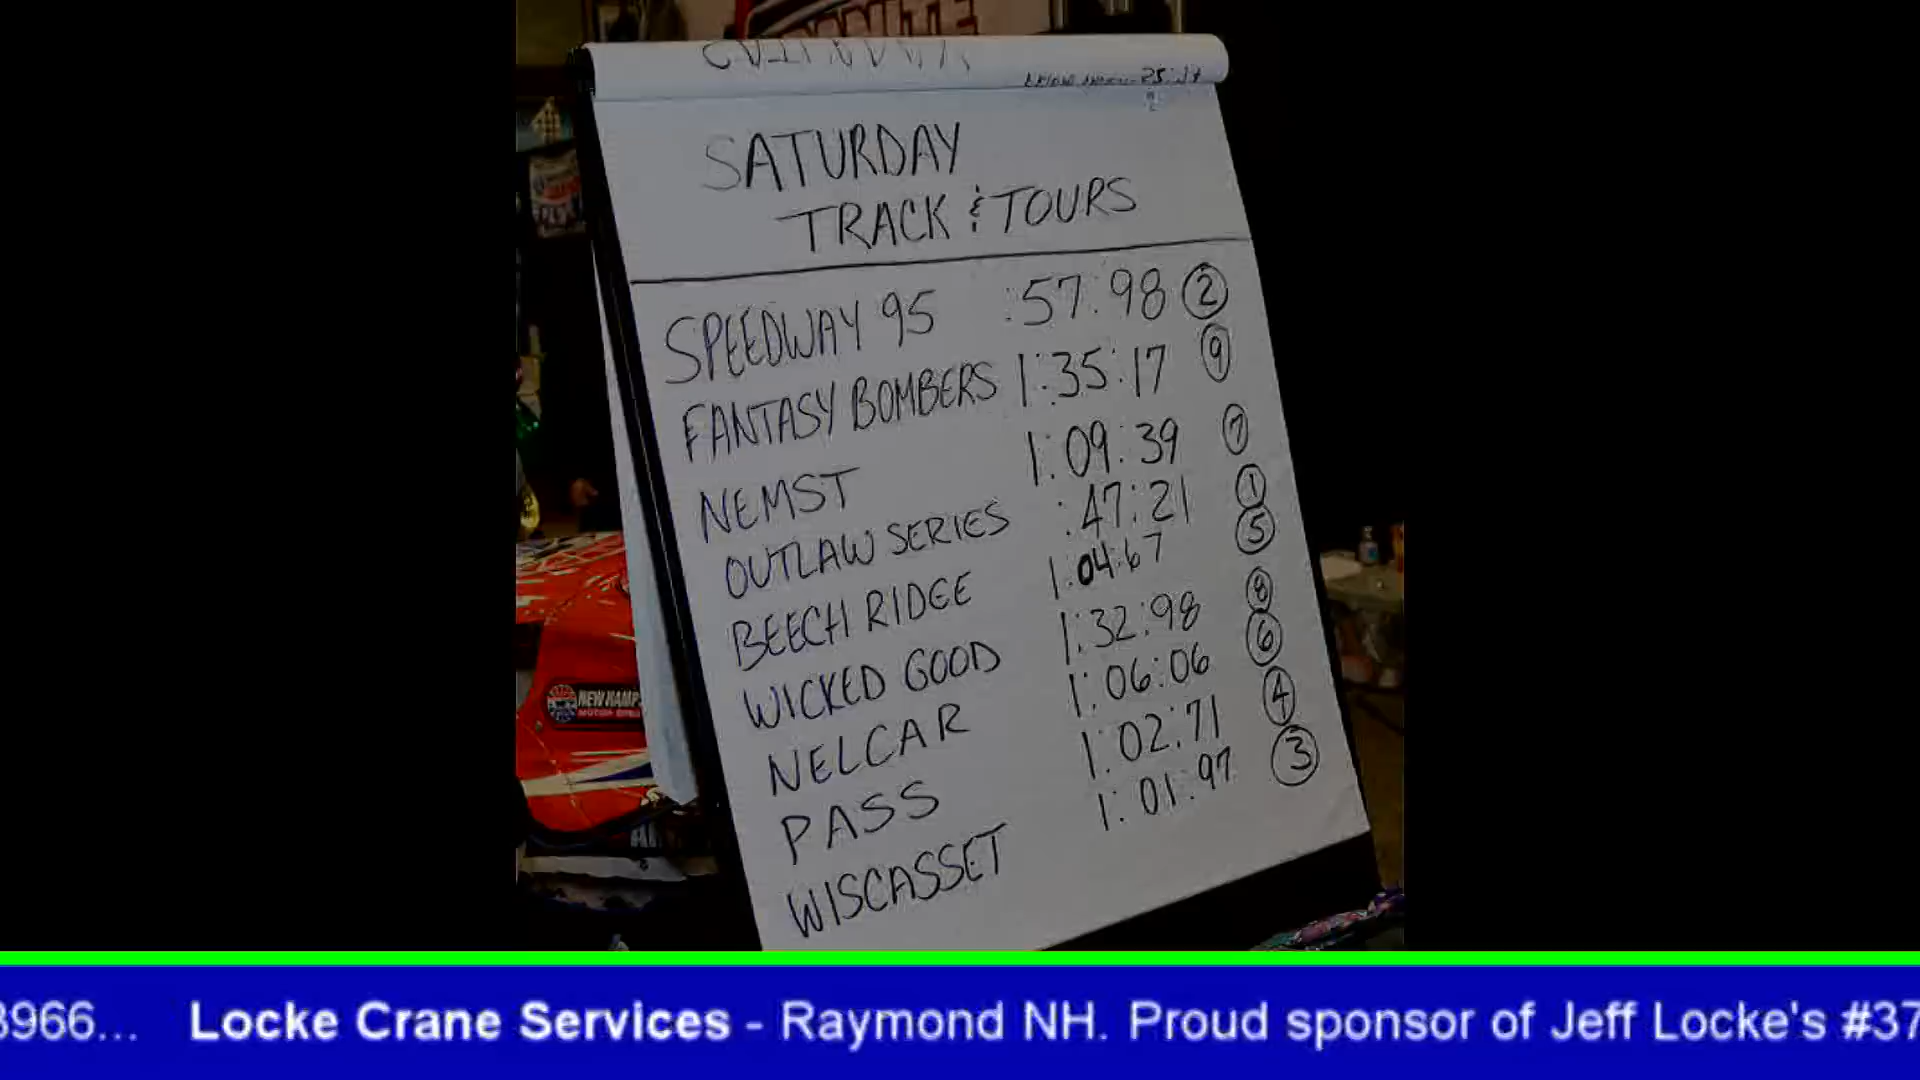 SATURDAY
TRACK & TOURS
SPEEDWAY 95 :57:98 2
FANTASY BOMBERS 1:35:17 9
NEMST 1:09:39 7
OUTLAW SERIES :47:21 1
BEECH RIDGE 1:04:67 5
WICKED GOOD 1:32:98 8
NELCAR 1:06:06 6
PASS 1:02:71 4
WISCASSET 1:01:97 3
NEW HAMPS
3966... Locke Crane Services - Raymond NH. Proud sponsor of Jeff Locke's #37